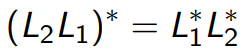 (L₂L₁)* = L₁*L₂*